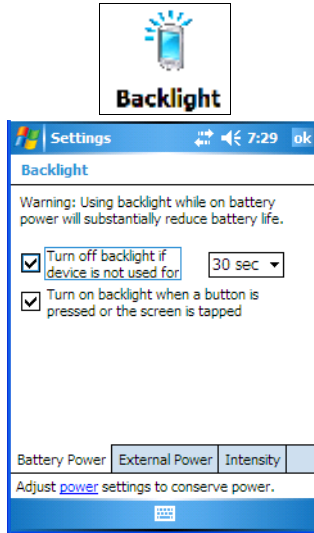 Backlight
Settings 7:29 ok
Backlight
Warning: Using backlight while on battery
power will substantially reduce battery life.
Turn off backlight if
device is not used for 30 sec
Turn on backlight when a button is
pressed or the screen is tapped
Battery Power External Power Intensity
Adjust power settings to conserve power.